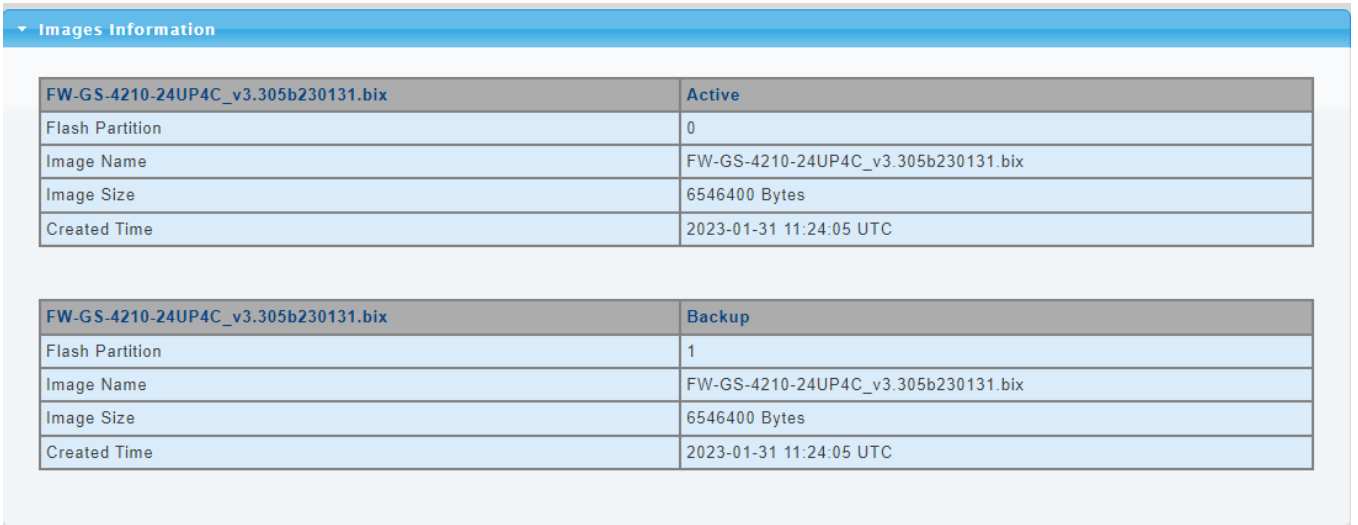 Images Information
FW-GS-4210-24UP4C_v3.305b230131.bix Active
Flash Partition 0
Image Name FW-GS-4210-24UP4C_v3.305b230131.bix
Image Size 6546400 Bytes
Created Time 2023-01-31 11:24:05 UTC
FW-GS-4210-24UP4C_v3.305b230131.bix Backup
Flash Partition 1
Image Name FW-GS-4210-24UP4C_v3.305b230131.bix
Image Size 6546400 Bytes
Created Time 2023-01-31 11:24:05 UTC